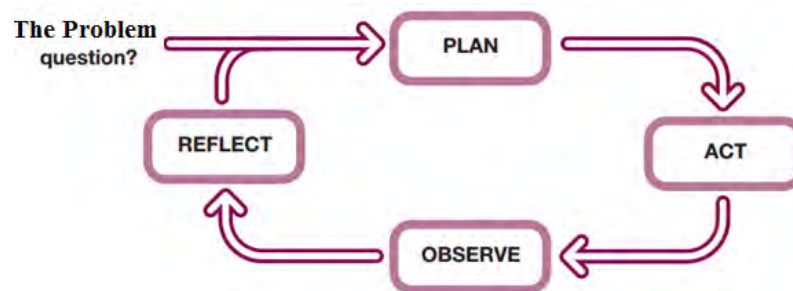 The Problem
question?
PLAN
REFLECT
ACT
OBSERVE